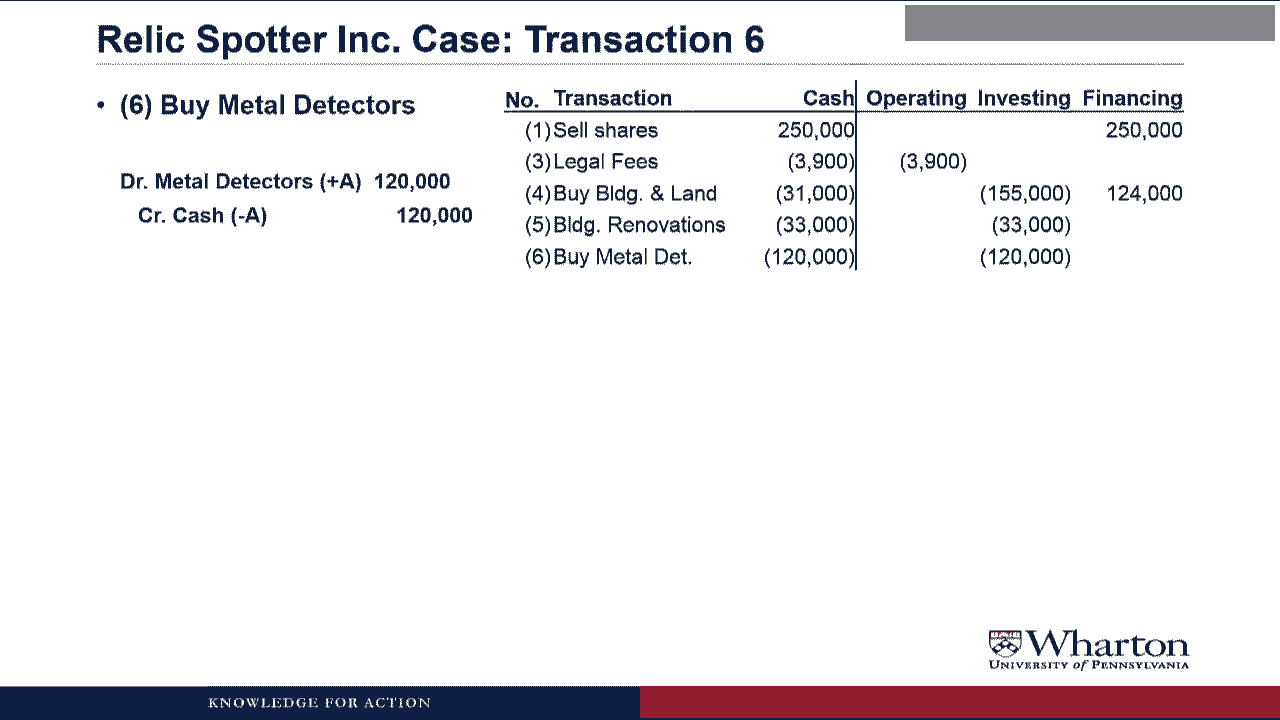 Relic Spotter Inc. Case: Transaction 6
• (6) Buy Metal Detectors
Dr. Metal Detectors (+A) 120,000
Cr. Cash (-A) 120,000
No. Transaction Cash Operating Investing Financing
(1) Sell shares 250,000 250,000
(3) Legal Fees (3,900) (3,900)
(4) Buy Bldg. & Land (31,000) (155,000) 124,000
(5) Bldg. Renovations (33,000) (33,000)
(6) Buy Metal Det. (120,000) (120,000)
Wharton
UNIVERSITY of PENNSYLVANIA
KNOWLEDGE FOR ACTION